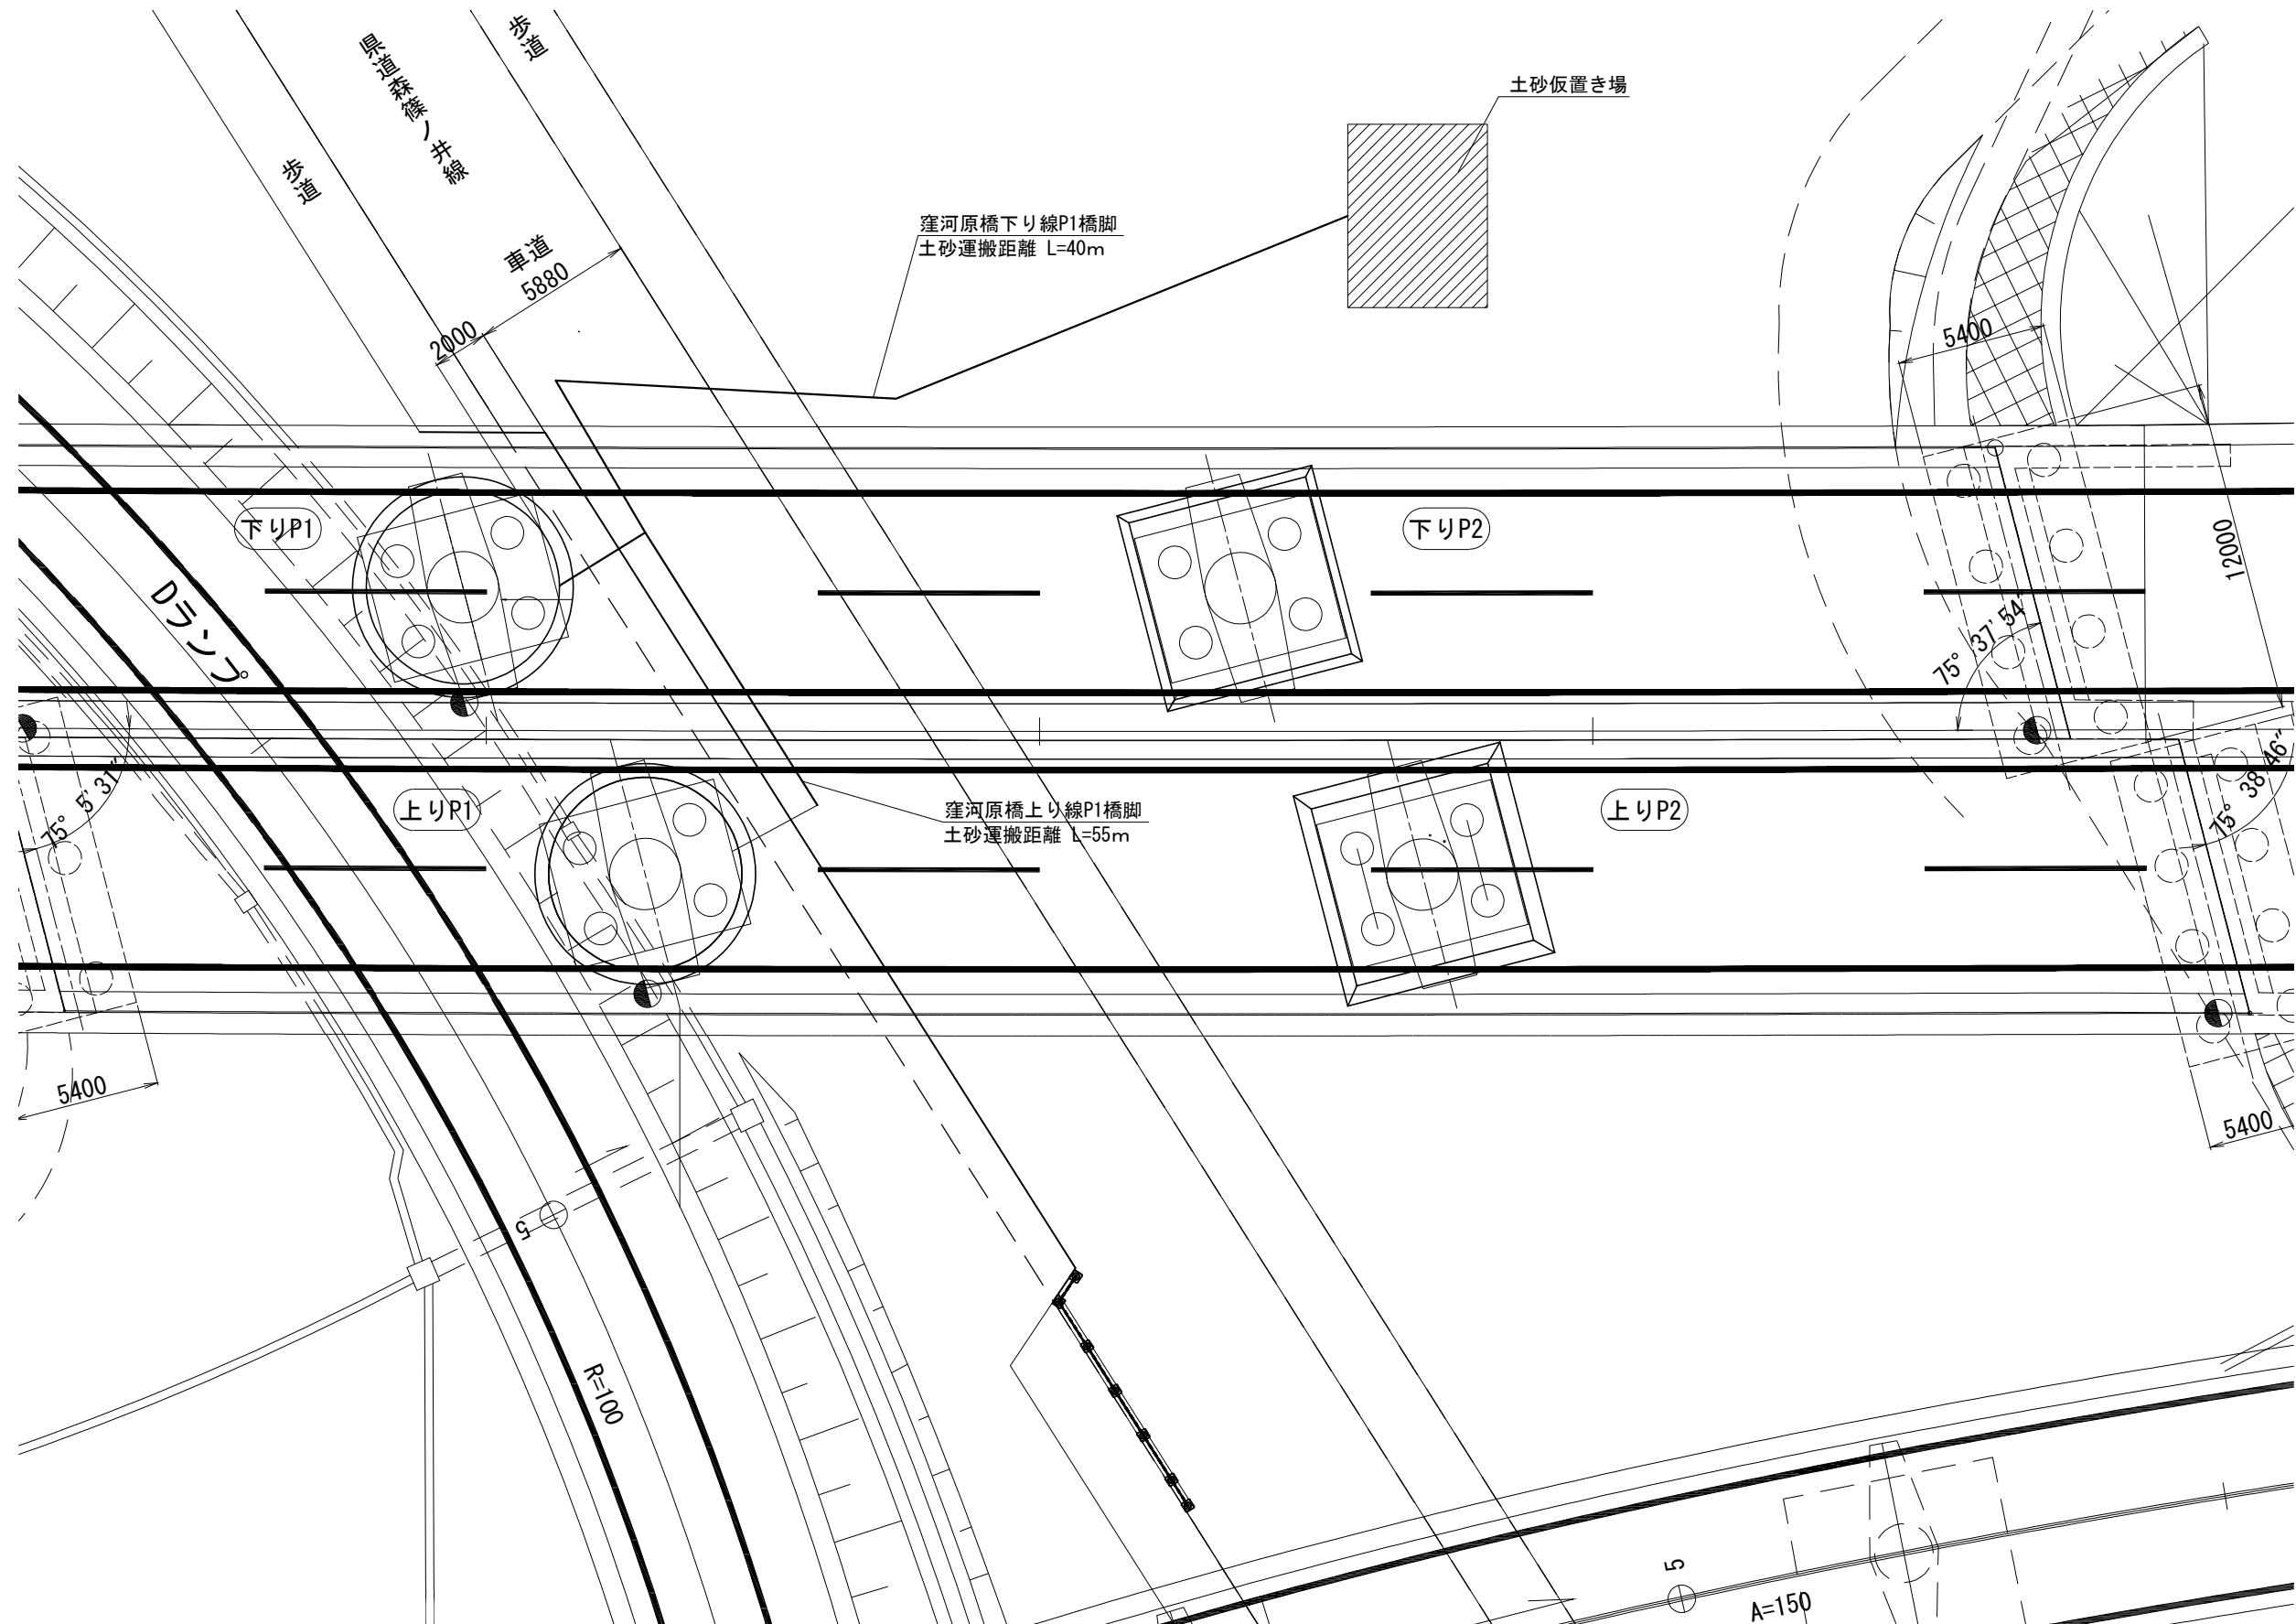 歩道
県道森篠ノ井線
歩道
車道
5880
2000
土砂仮置き場
窪河原橋下り線P1橋脚
土砂運搬距離 L=40m
5400
下りP1
下りP2
12000
75° 37′ 54″
Dランプ
75° 5′ 31″
上りP1
窪河原橋上り線P1橋脚
土砂運搬距離 L=55m
上りP2
75° 38′ 46″
5400
5400
5
R=100
5
A=150